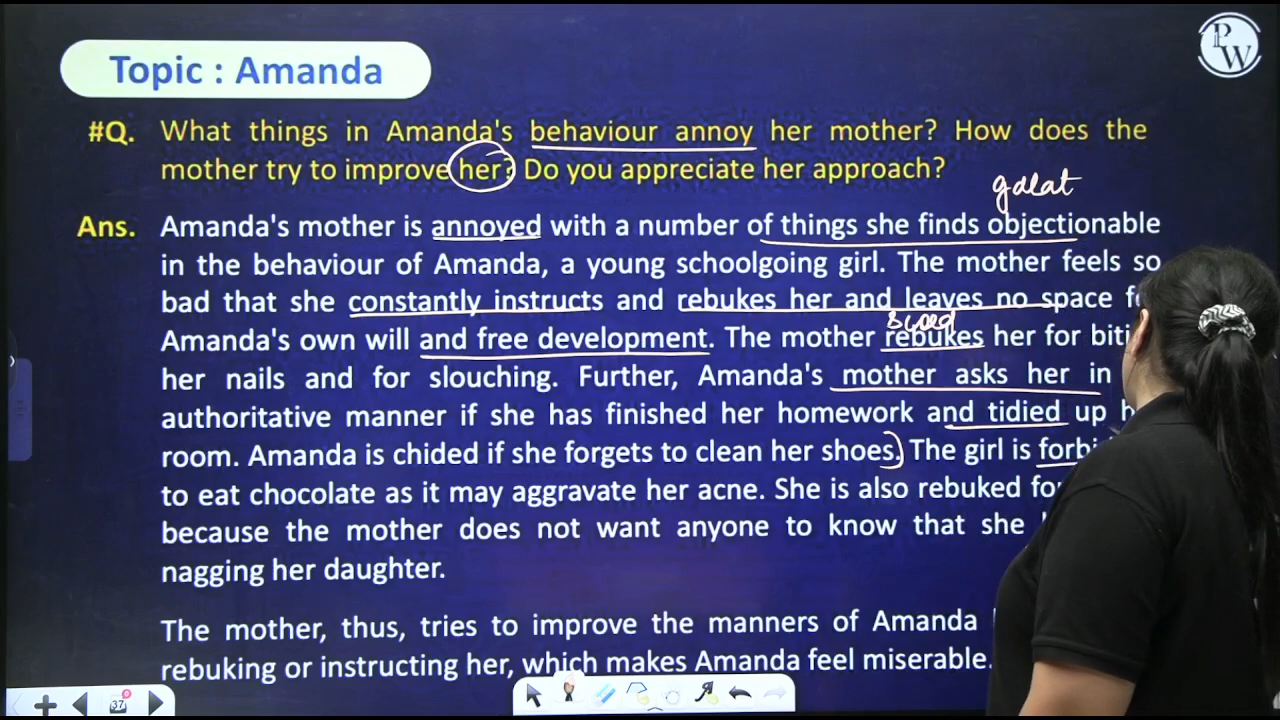 Topic : Amanda
PW
#Q. What things in Amanda's behaviour annoy her mother? How does the
mother try to improve her? Do you appreciate her approach?
galat
Ans. Amanda's mother is annoyed with a number of things she finds objectionable
in the behaviour of Amanda, a young schoolgoing girl. The mother feels so
bad that she constantly instructs and rebukes her and leaves no space
Amanda's own will and free development. The mother rebukes her for
her nails and for slouching. Further, Amanda's mother asks her in
authoritative manner if she has finished her homework and tidied up
room. Amanda is chided if she forgets to clean her shoes. The girl is
to eat chocolate as it may aggravate her acne. She is also rebuked
because the mother does not want anyone to know that she
nagging her daughter.
The mother, thus, tries to improve the manners of Amanda
rebuking or instructing her, which makes Amanda feel miserable.
37